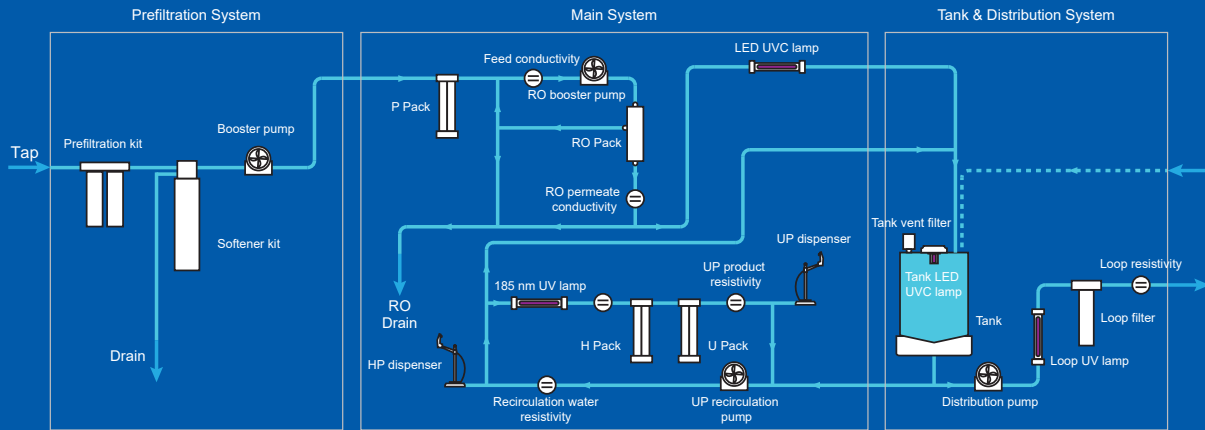 Prefiltration System
Main System
Tank & Distribution System
LED UVC lamp
Feed conductivity
RO booster pump
P Pack
Booster pump
Prefiltration kit
Tap
RO Pack
RO permeate
conductivity
Softener kit
Tank vent filter
UP dispenser
UP product
resistivity
Loop resistivity
Tank LED
UVC lamp
185 nm UV lamp
RO
Drain
Tank
Loop filter
H Pack
U Pack
Drain
HP dispenser
Loop UV lamp
Recirculation water
resistivity
UP recirculation
pump
Distribution pump